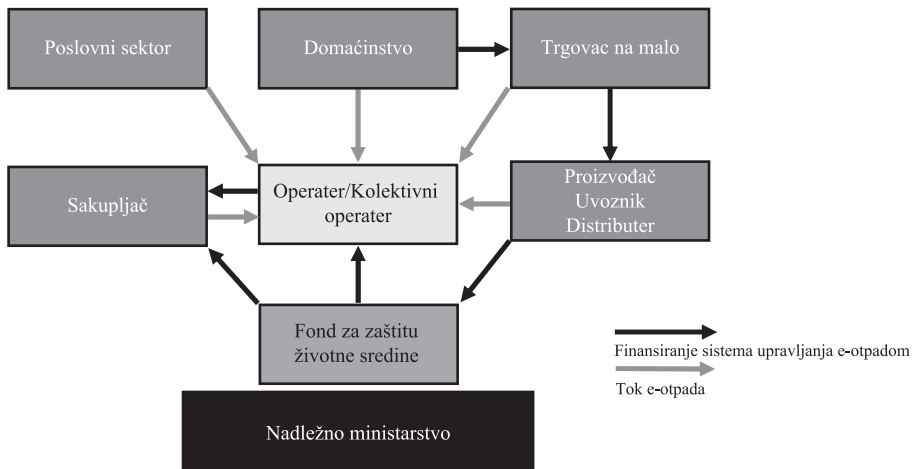 Poslovni sektor
Domaćinstvo
Trgovac na malo
Sakupljač
Operater/Kolektivni
operater
Proizvođač
Uvoznik
Distributer
Fond za zaštitu
životne sredine
Finansiranje sistema upravljanja e-otpadom
Tok e-otpada
Nadležno ministarstvo